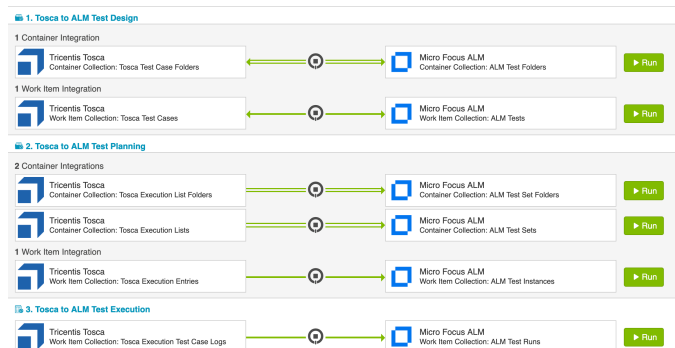 1. Tosca to ALM Test Design
1 Container Integration
Tricentis Tosca
Container Collection: Tosca Test Case Folders
Micro Focus ALM
Container Collection: ALM Test Folders
Run
1 Work Item Integration
Tricentis Tosca
Work Item Collection: Tosca Test Cases
Micro Focus ALM
Work Item Collection: ALM Tests
Run
2. Tosca to ALM Test Planning
2 Container Integrations
Tricentis Tosca
Container Collection: Tosca Execution List Folders
Micro Focus ALM
Container Collection: ALM Test Set Folders
Run
Tricentis Tosca
Container Collection: Tosca Execution Lists
Micro Focus ALM
Container Collection: ALM Test Sets
Run
1 Work Item Integration
Tricentis Tosca
Work Item Collection: Tosca Execution Entries
Micro Focus ALM
Work Item Collection: ALM Test Instances
Run
3. Tosca to ALM Test Execution
Tricentis Tosca
Work Item Collection: Tosca Execution Test Case Logs
Micro Focus ALM
Work Item Collection: ALM Test Runs
Run